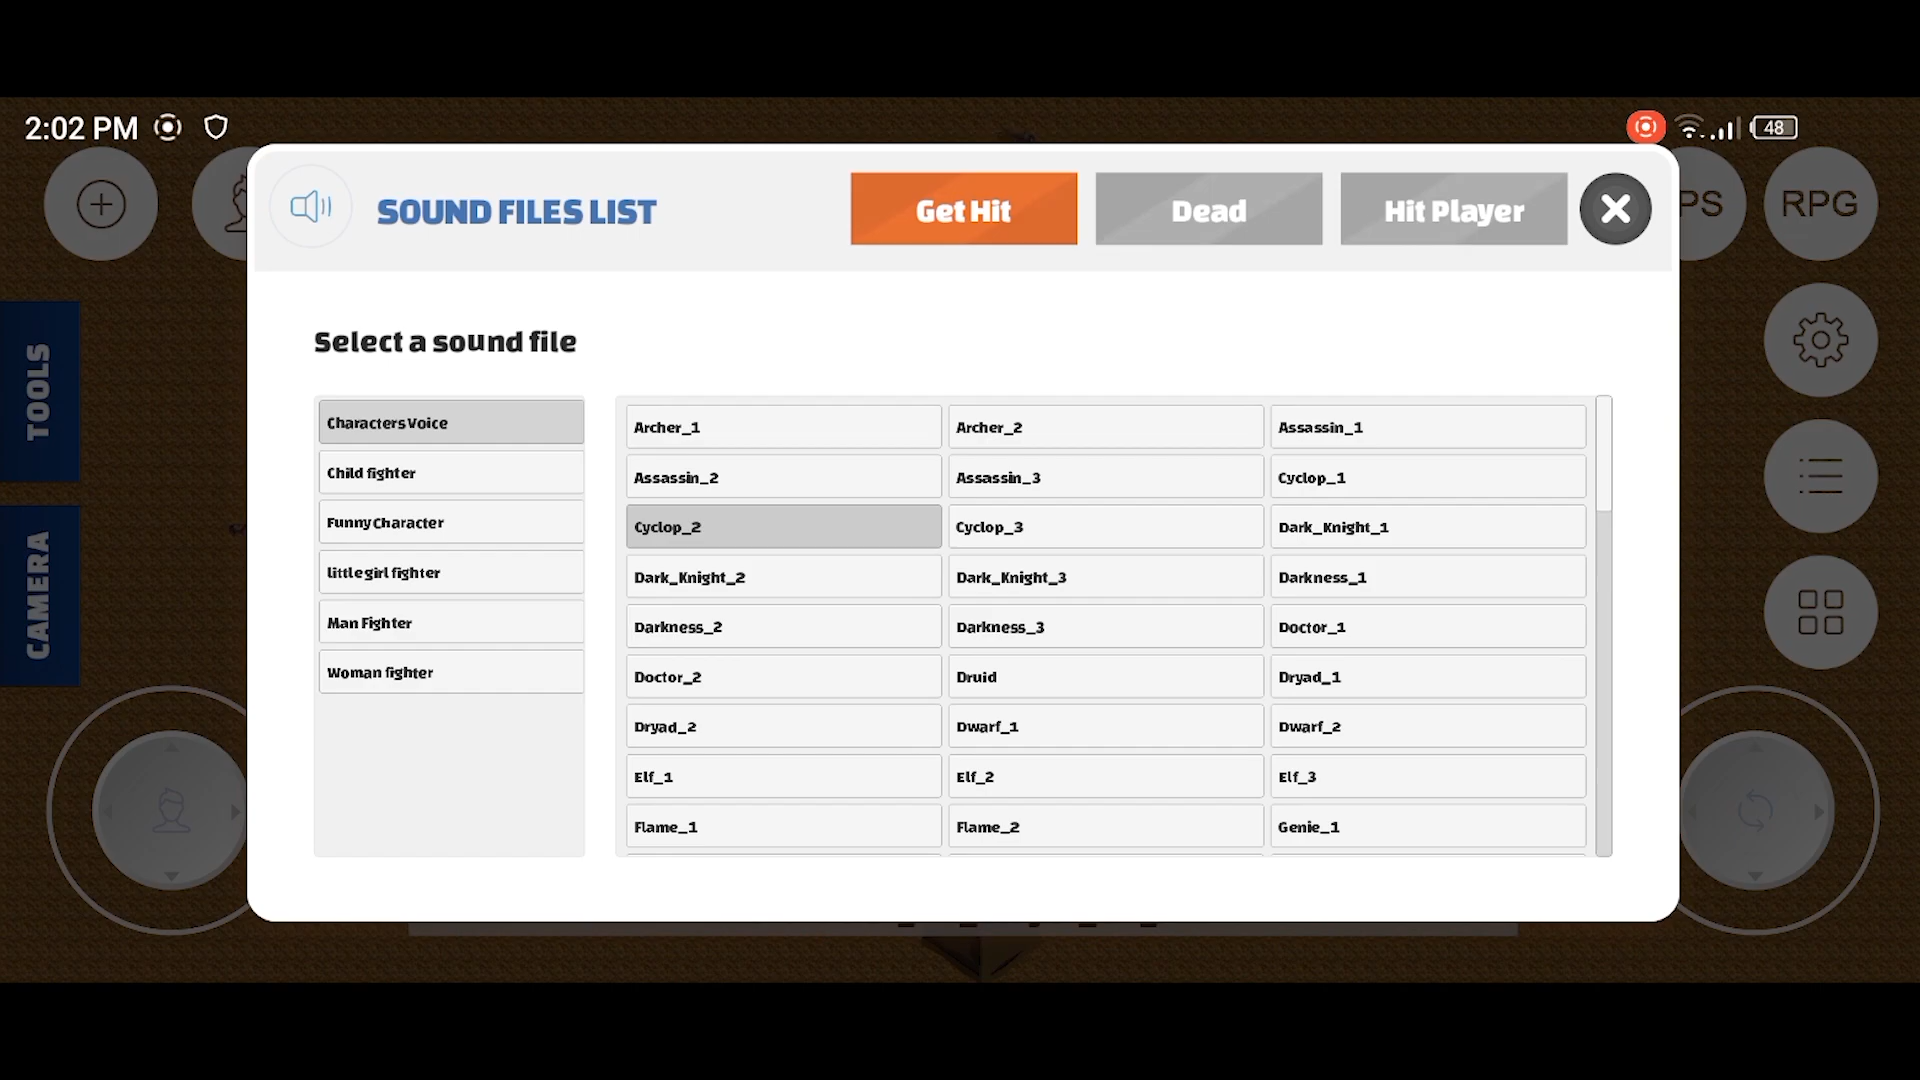 2:02 PM
48
SOUND FILES LIST
Get Hit
Dead
Hit Player
PS
RPG
TOOLS
CAMERA
Select a sound file
Characters Voice
Child fighter
Funny Character
little girl fighter
Man Fighter
Woman fighter
Archer_1 Archer_2 Assassin_1
Assassin_2 Assassin_3 Cyclop_1
Cyclop_2 Cyclop_3 Dark_Knight_1
Dark_Knight_2 Dark_Knight_3 Darkness_1
Darkness_2 Darkness_3 Doctor_1
Doctor_2 Druid Dryad_1
Dryad_2 Dwarf_1 Dwarf_2
Elf_1 Elf_2 Elf_3
Flame_1 Flame_2 Genie_1